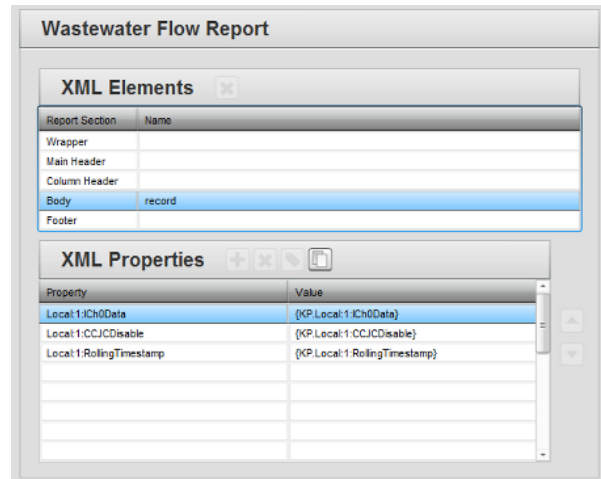 Wastewater Flow Report
XML Elements
Report Section Name
Wrapper
Main Header
Column Header
Body record
Footer
XML Properties
Property Value
Local:1:ICh0Data {KP.Local:1:ICh0Data}
Local:1:CCJCDisable {KP.Local:1:CCJCDisable}
Local:1:RollingTimestamp {KP.Local:1:RollingTimestamp}